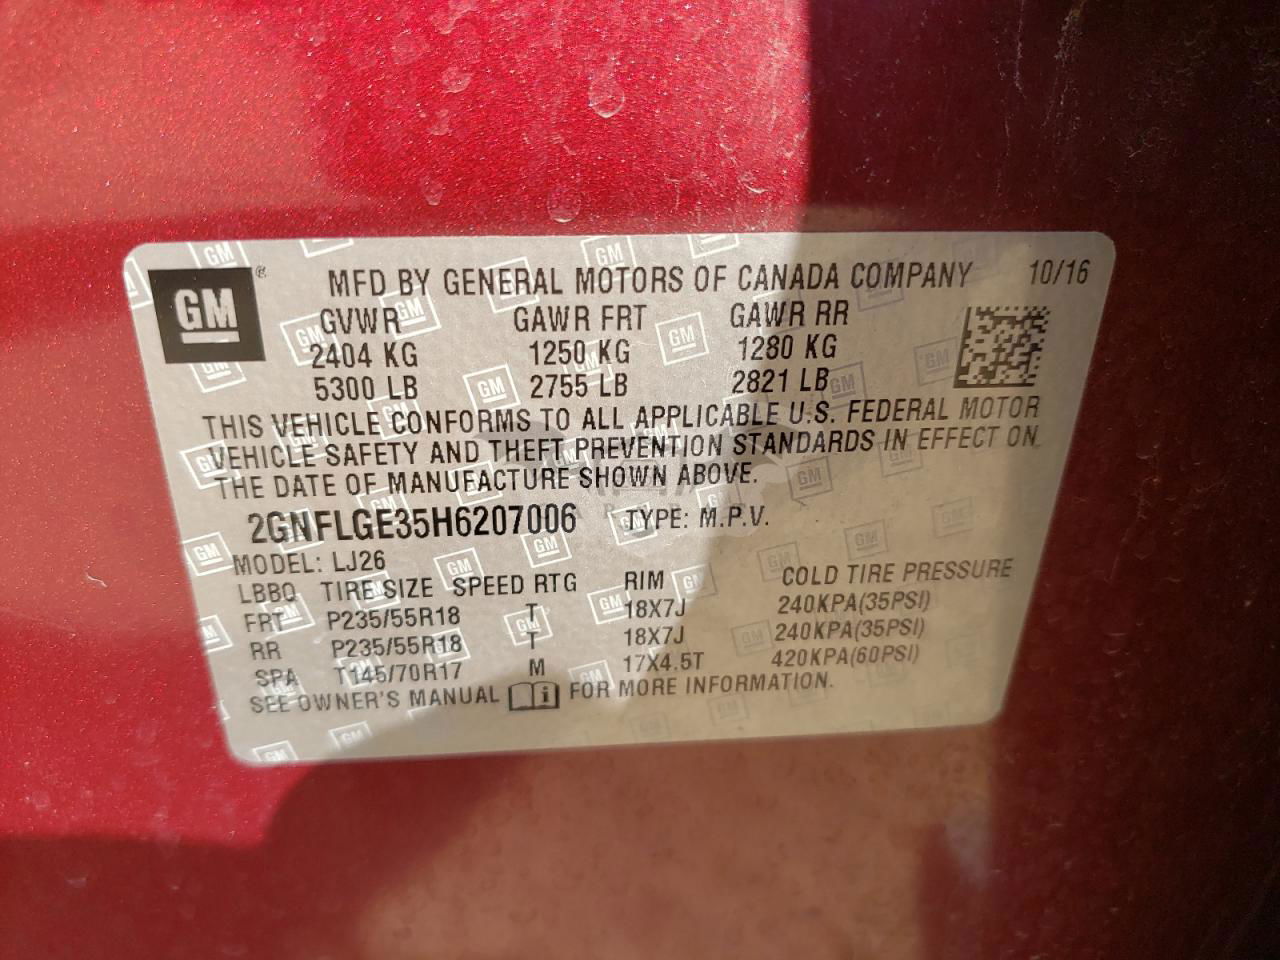 GM ® MFD BY GENERAL MOTORS OF CANADA COMPANY 10/16
GVWR GAWR FRT GAWR RR
2404 KG 1250 KG 1280 KG
5300 LB 2755 LB 2821 LB
THIS VEHICLE CONFORMS TO ALL APPLICABLE U.S. FEDERAL MOTOR
VEHICLE SAFETY AND THEFT PREVENTION STANDARDS IN EFFECT ON
THE DATE OF MANUFACTURE SHOWN ABOVE.
2GNFLGE35H6207006 TYPE: M.P.V.
MODEL: LJ26
LBBQ TIRE SIZE SPEED RTG RIM COLD TIRE PRESSURE
FRT P235/55R18 T 18X7J 240KPA(35PSI)
RR P235/55R18 T 18X7J 240KPA(35PSI)
SPA T145/70R17 M 17X4.5T 420KPA(60PSI)
SEE OWNER'S MANUAL i FOR MORE INFORMATION.